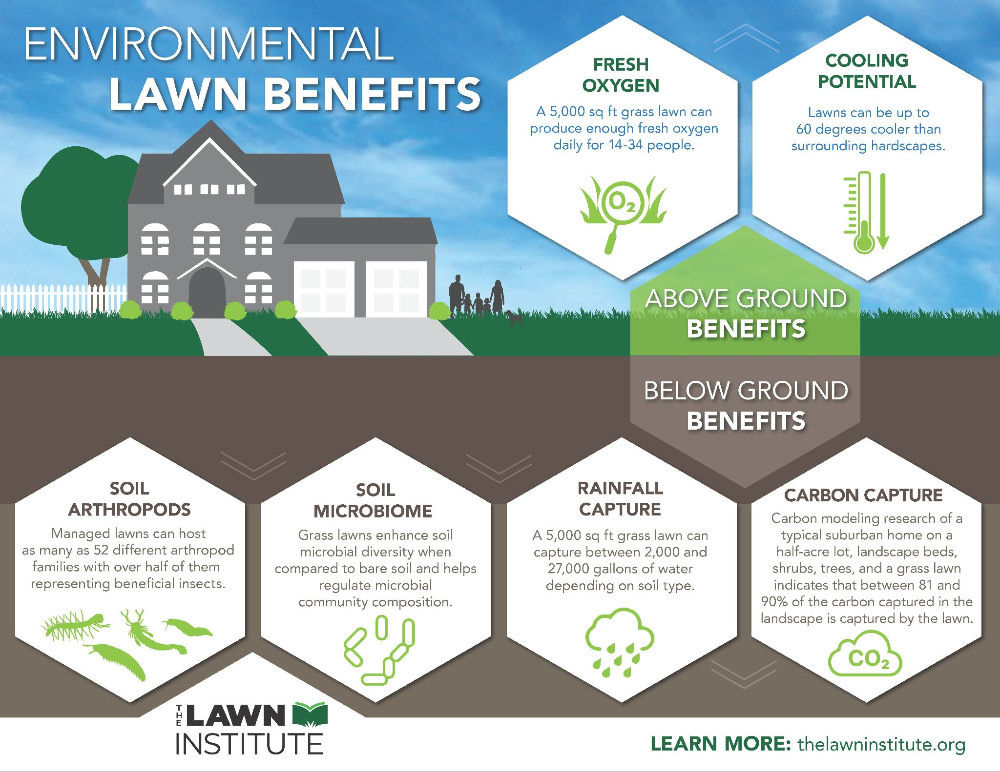 ENVIRONMENTAL
LAWN BENEFITS
FRESH
OXYGEN
A 5,000 sq ft grass lawn can
produce enough fresh oxygen
daily for 14-34 people.
O₂
COOLING
POTENTIAL
Lawns can be up to
60 degrees cooler than
surrounding hardscapes.
ABOVE GROUND
BENEFITS
BELOW GROUND
BENEFITS
SOIL
ARTHROPODS
Managed lawns can host
as many as 52 different arthropod
families with over half of them
representing beneficial insects.
SOIL
MICROBIOME
Grass lawns enhance soil
microbial diversity when
compared to bare soil and helps
regulate microbial
community composition.
RAINFALL
CAPTURE
A 5,000 sq ft grass lawn can
capture between 2,000 and
27,000 gallons of water
depending on soil type.
CARBON CAPTURE
Carbon modeling research of a
typical suburban home on a
half-acre lot, landscape beds,
shrubs, trees, and a grass lawn
indicates that between 81 and
90% of the carbon captured in the
landscape is captured by the lawn.
CO₂
THE LAWN
INSTITUTE
LEARN MORE: thelawninstitute.org